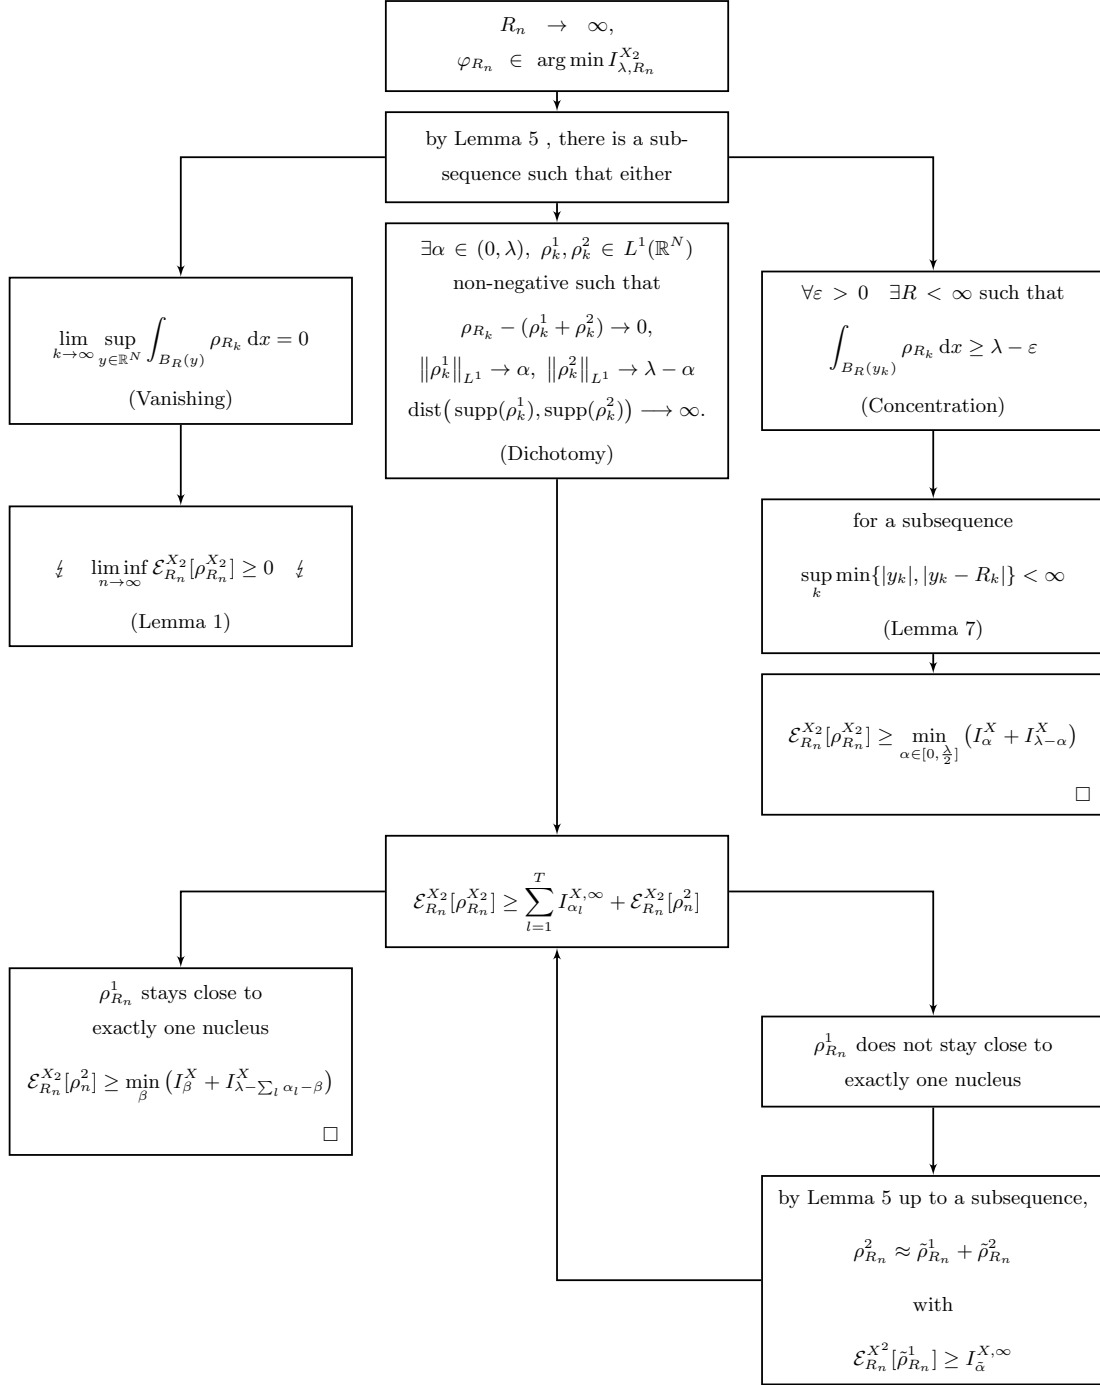 R_n → ∞,
φ_{R_n} ∈ arg min I^{X_2}_{λ,R_n}
by Lemma 5 , there is a sub-
sequence such that either
lim_{k→∞} sup_{y∈ℝ^N} ∫_{B_R(y)} ρ_{R_k} dx = 0
(Vanishing)
∃α ∈ (0, λ), ρ^1_k, ρ^2_k ∈ L^1(ℝ^N)
non-negative such that
ρ_{R_k} − (ρ^1_k + ρ^2_k) → 0,
‖ρ^1_k‖_{L^1} → α, ‖ρ^2_k‖_{L^1} → λ − α
dist(supp(ρ^1_k), supp(ρ^2_k)) ⟶ ∞.
(Dichotomy)
∀ε > 0 ∃R < ∞ such that
∫_{B_R(y_k)} ρ_{R_k} dx ≥ λ − ε
(Concentration)
↯ lim inf_{n→∞} ℰ^{X_2}_{R_n}[ρ^{X_2}_{R_n}] ≥ 0 ↯
(Lemma 1)
for a subsequence
sup_k min{|y_k|, |y_k − R_k|} < ∞
(Lemma 7)
ℰ^{X_2}_{R_n}[ρ^{X_2}_{R_n}] ≥ min_{α∈[0,λ/2]} (I^X_α + I^X_{λ−α})
□
ℰ^{X_2}_{R_n}[ρ^{X_2}_{R_n}] ≥ ∑_{l=1}^{T} I^{X,∞}_{α_l} + ℰ^{X_2}_{R_n}[ρ^2_n]
ρ^1_{R_n} stays close to
exactly one nucleus
ℰ^{X_2}_{R_n}[ρ^2_n] ≥ min_β (I^X_β + I^X_{λ−∑_l α_l−β})
□
ρ^1_{R_n} does not stay close to
exactly one nucleus
by Lemma 5 up to a subsequence,
ρ^2_{R_n} ≈ ρ̃^1_{R_n} + ρ̃^2_{R_n}
with
ℰ^{X^2}_{R_n}[ρ̃^1_{R_n}] ≥ I^{X,∞}_{α̃}